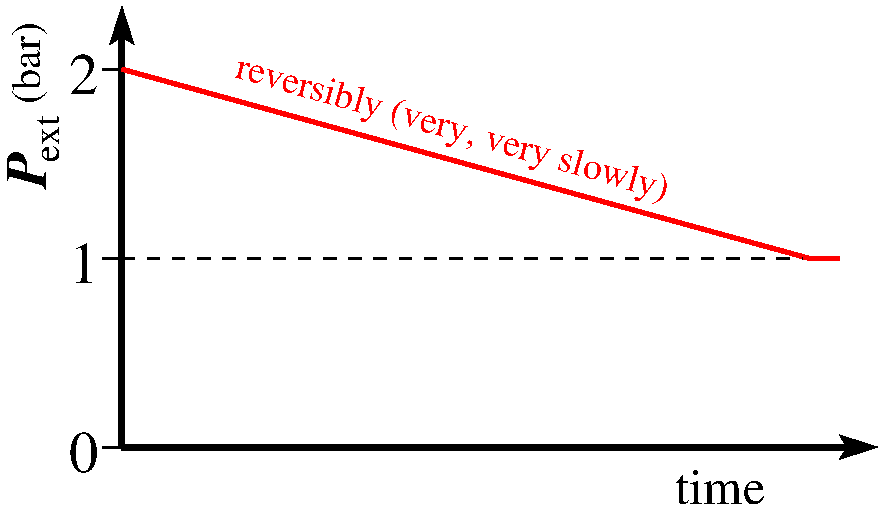 P_ext (bar)
2
reversibly (very, very slowly)
1
0
time